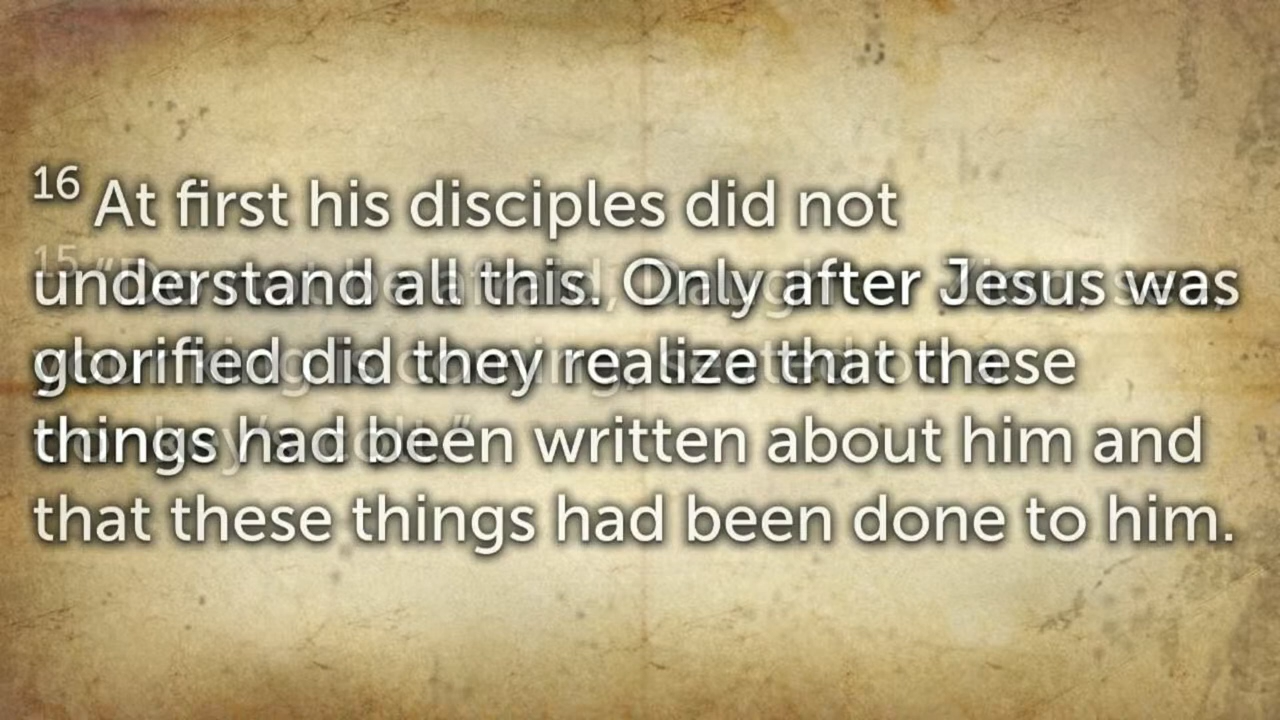 16 At first his disciples did not
understand all this. Only after Jesus was
glorified did they realize that these
things had been written about him and
that these things had been done to him.